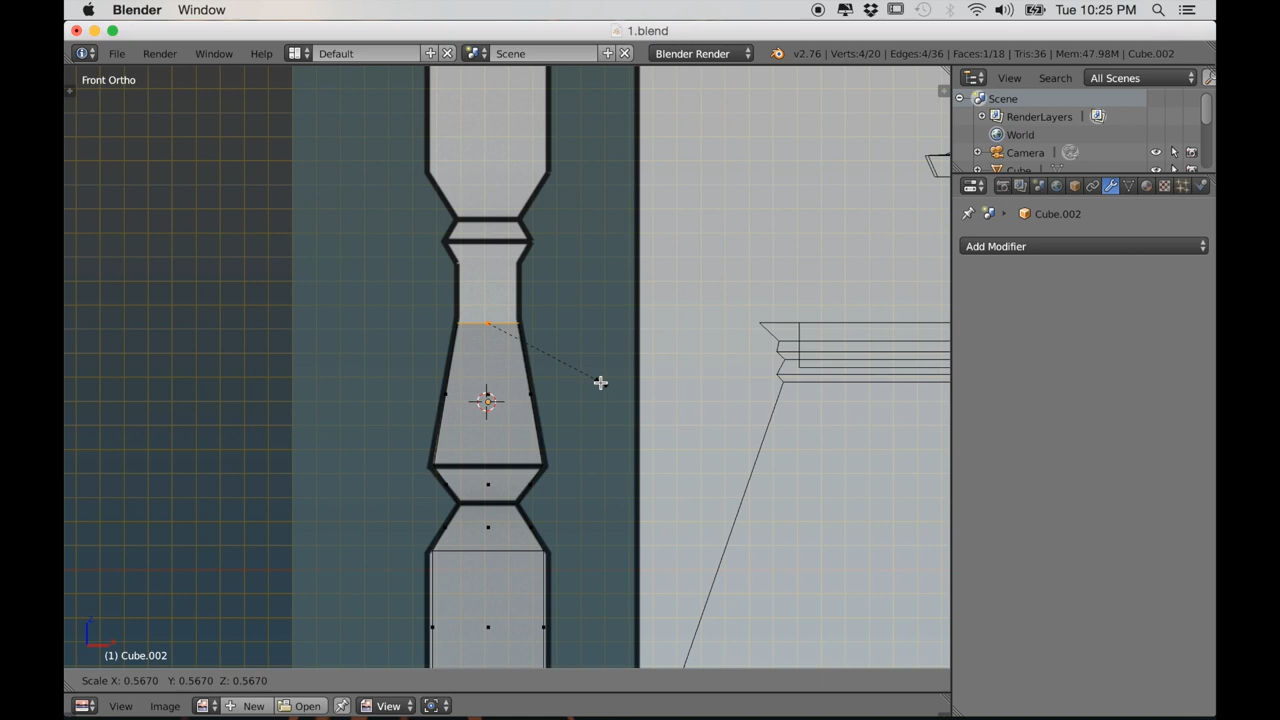 Blender Window Tue 10:25 PM
1.blend
File Render Window Help Default Scene Blender Render v2.76 | Verts:4/20 | Edges:4/36 | Faces:1/18 | Tris:36 | Mem:47.98M | Cube.002
Front Ortho
View Search All Scenes
Scene
RenderLayers
World
Camera
Cube
Cube.002
Add Modifier
z
(1) Cube.002
Scale X: 0.5670 Y: 0.5670 Z: 0.5670
View Image New Open View